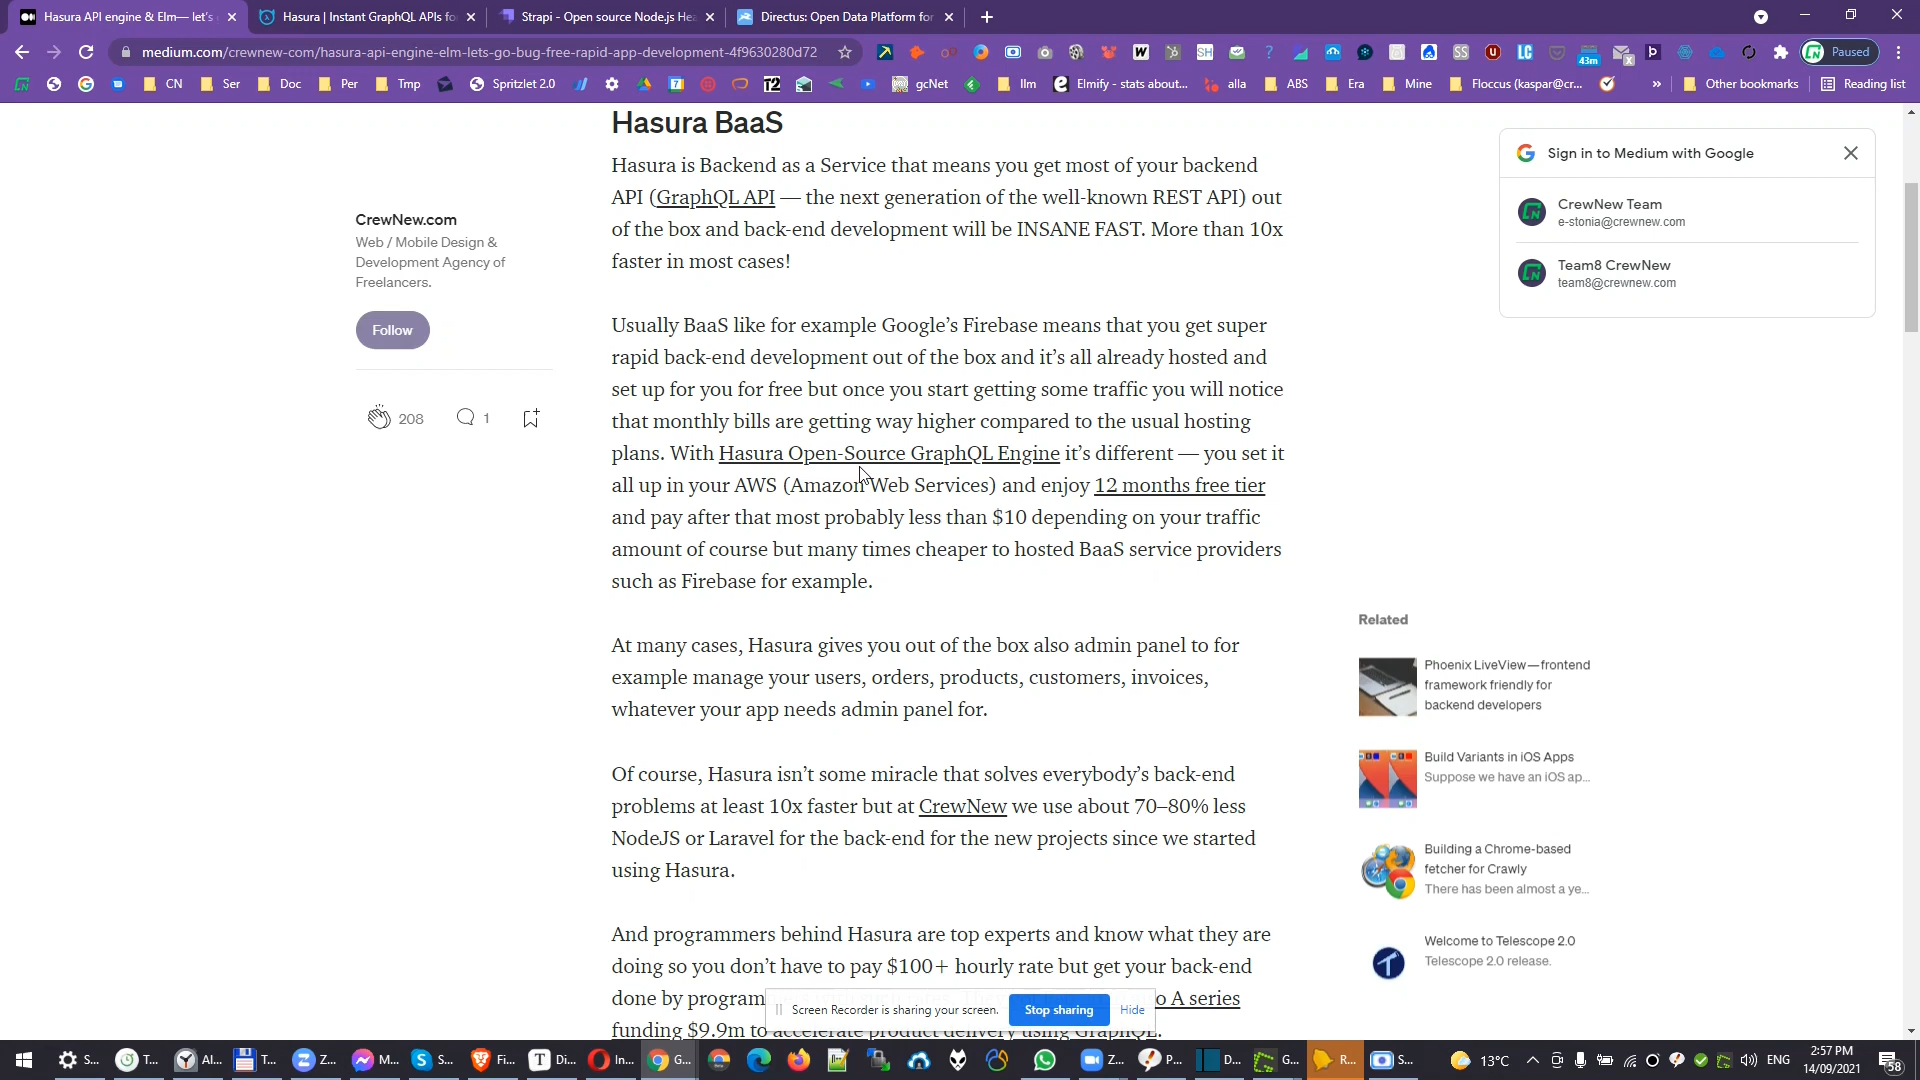 Hasura API engine & Elm— let's
Hasura | Instant GraphQL APIs fo
Strapi - Open source Node.js He
Directus: Open Data Platform for
medium.com/crewnew-com/hasura-api-engine-elm-lets-go-bug-free-rapid-app-development-4f9630280d72
43m
Paused
CN
Ser
Doc
Per
Tmp
Spritzlet 2.0
T2
gcNet
llm
Elmify - stats about...
alla
ABS
Era
Mine
Floccus (kaspar@cr...
»
Other bookmarks
Reading list
Hasura BaaS
Hasura is Backend as a Service that means you get most of your backend
API (GraphQL API — the next generation of the well-known REST API) out
of the box and back-end development will be INSANE FAST. More than 10x
faster in most cases!
Usually BaaS like for example Google’s Firebase means that you get super
rapid back-end development out of the box and it’s all already hosted and
set up for you for free but once you start getting some traffic you will notice
that monthly bills are getting way higher compared to the usual hosting
plans. With Hasura Open-Source GraphQL Engine it’s different — you set it
all up in your AWS (Amazon Web Services) and enjoy 12 months free tier
and pay after that most probably less than $10 depending on your traffic
amount of course but many times cheaper to hosted BaaS service providers
such as Firebase for example.
At many cases, Hasura gives you out of the box also admin panel to for
example manage your users, orders, products, customers, invoices,
whatever your app needs admin panel for.
Of course, Hasura isn’t some miracle that solves everybody’s back-end
problems at least 10x faster but at CrewNew we use about 70–80% less
NodeJS or Laravel for the back-end for the new projects since we started
using Hasura.
And programmers behind Hasura are top experts and know what they are
doing so you don’t have to pay $100+ hourly rate but get your back-end
done by program
o A series
funding $9.9m to accelerate product delivery using GraphQL.
CrewNew.com
Web / Mobile Design &
Development Agency of
Freelancers.
Follow
208
1
Sign in to Medium with Google
CrewNew Team
e-stonia@crewnew.com
Team8 CrewNew
team8@crewnew.com
Related
Phoenix LiveView — frontend
framework friendly for
backend developers
Build Variants in iOS Apps
Suppose we have an iOS ap...
Building a Chrome-based
fetcher for Crawly
There has been almost a ye...
Welcome to Telescope 2.0
Telescope 2.0 release.
Screen Recorder is sharing your screen.
Stop sharing
Hide
S...
T...
Al...
T...
Z...
M...
S...
Fi...
Di...
In...
G...
Z...
P...
D...
G...
R...
S...
13°C
ENG
2:57 PM
14/09/2021
58